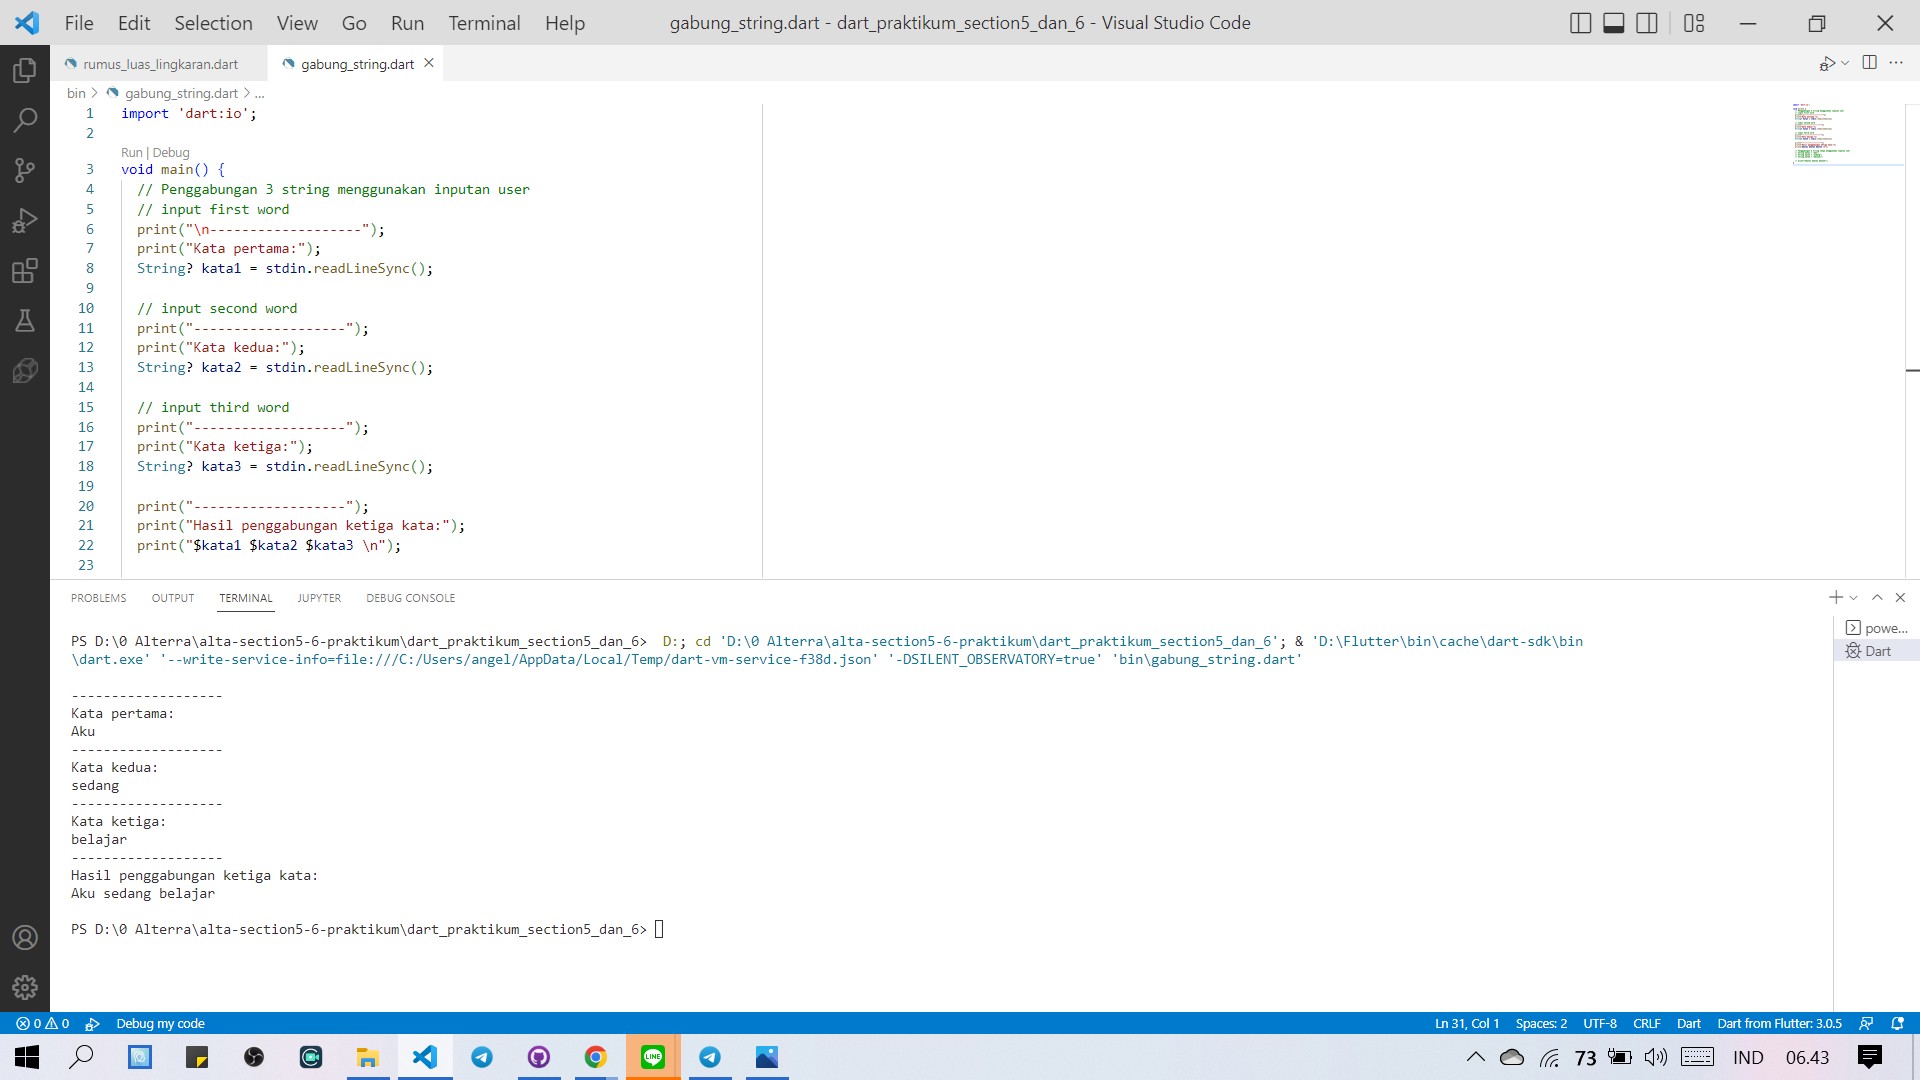 File Edit Selection View Go Run Terminal Help gabung_string.dart - dart_praktikum_section5_dan_6 - Visual Studio Code
rumus_luas_lingkaran.dart gabung_string.dart
bin > gabung_string.dart > ...
1 import 'dart:io';
2
Run | Debug
3 void main() {
4 // Penggabungan 3 string menggunakan inputan user
5 // input first word
6 print("\n-------------------");
7 print("Kata pertama:");
8 String? kata1 = stdin.readLineSync();
9
10 // input second word
11 print("-------------------");
12 print("Kata kedua:");
13 String? kata2 = stdin.readLineSync();
14
15 // input third word
16 print("-------------------");
17 print("Kata ketiga:");
18 String? kata3 = stdin.readLineSync();
19
20 print("-------------------");
21 print("Hasil penggabungan ketiga kata:");
22 print("$kata1 $kata2 $kata3 \n");
23
PROBLEMS OUTPUT TERMINAL JUPYTER DEBUG CONSOLE
powe...
Dart
PS D:\0 Alterra\alta-section5-6-praktikum\dart_praktikum_section5_dan_6> D:; cd 'D:\0 Alterra\alta-section5-6-praktikum\dart_praktikum_section5_dan_6'; & 'D:\Flutter\bin\cache\dart-sdk\bin
\dart.exe' '--write-service-info=file:///C:/Users/angel/AppData/Local/Temp/dart-vm-service-f38d.json' '-DSILENT_OBSERVATORY=true' 'bin\gabung_string.dart'
-------------------
Kata pertama:
Aku
-------------------
Kata kedua:
sedang
-------------------
Kata ketiga:
belajar
-------------------
Hasil penggabungan ketiga kata:
Aku sedang belajar
PS D:\0 Alterra\alta-section5-6-praktikum\dart_praktikum_section5_dan_6>
0 0 Debug my code Ln 31, Col 1 Spaces: 2 UTF-8 CRLF Dart Dart from Flutter: 3.0.5
LINE 73 IND 06.43